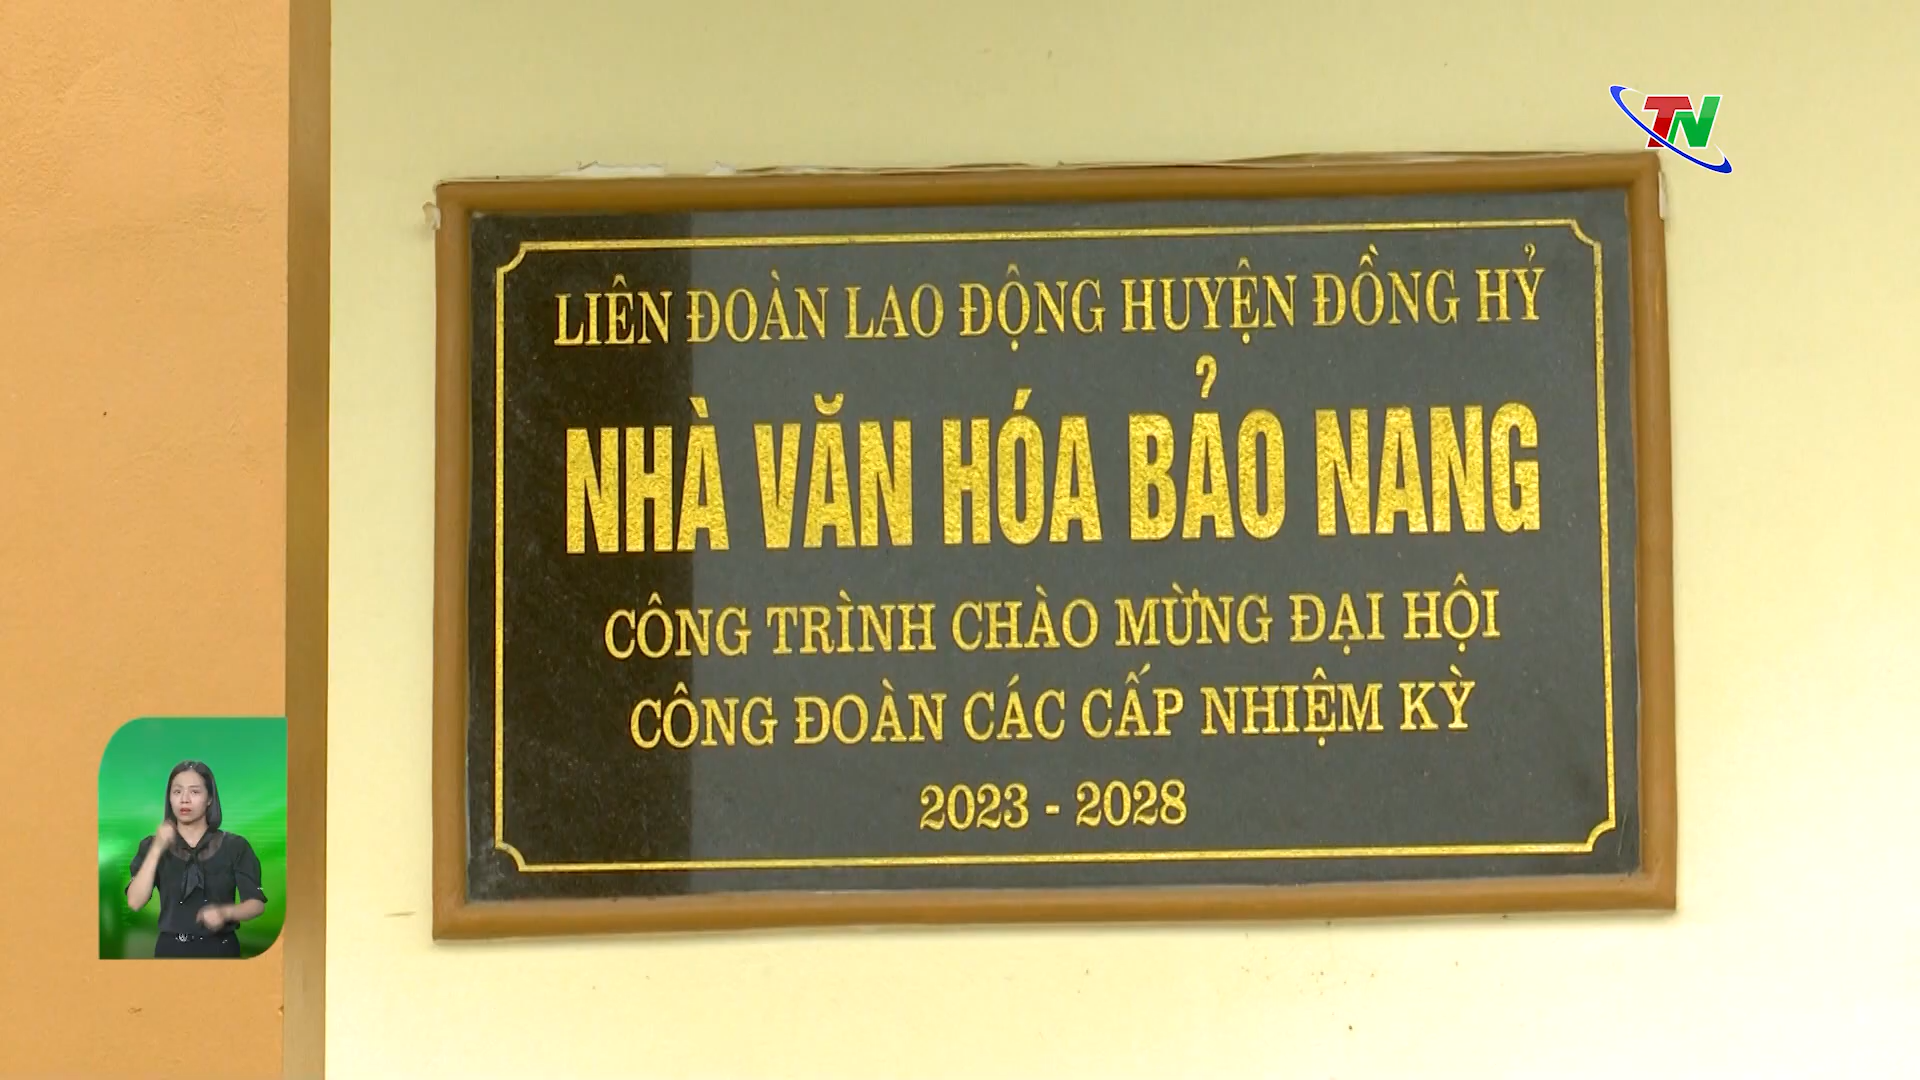 TN
LIÊN ĐOÀN LAO ĐỘNG HUYỆN ĐỒNG HỶ
NHÀ VĂN HÓA BẢO NANG
CÔNG TRÌNH CHÀO MỪNG ĐẠI HỘI
CÔNG ĐOÀN CÁC CẤP NHIỆM KỲ
2023 - 2028